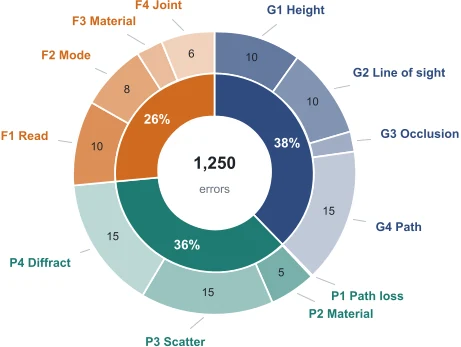 F4 Joint
G1 Height
F3 Material
6
10
F2 Mode
8
G2 Line of sight
10
26%
F1 Read
10
38%
G3 Occlusion
1,250
errors
15
G4 Path
15
36%
P4 Diffract
5
15
P1 Path loss
P2 Material
P3 Scatter